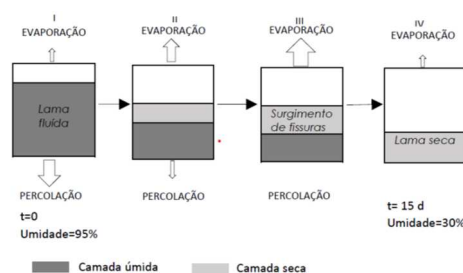 I
EVAPORAÇÃO
II
EVAPORAÇÃO
III
EVAPORAÇÃO
IV
EVAPORAÇÃO
Lama
fluída
Surgimento
de fissuras
Lama seca
PERCOLAÇÃO
PERCOLAÇÃO
PERCOLAÇÃO
t=0
Umidade=95%
t= 15 d
Umidade=30%
Camada úmida
Camada seca